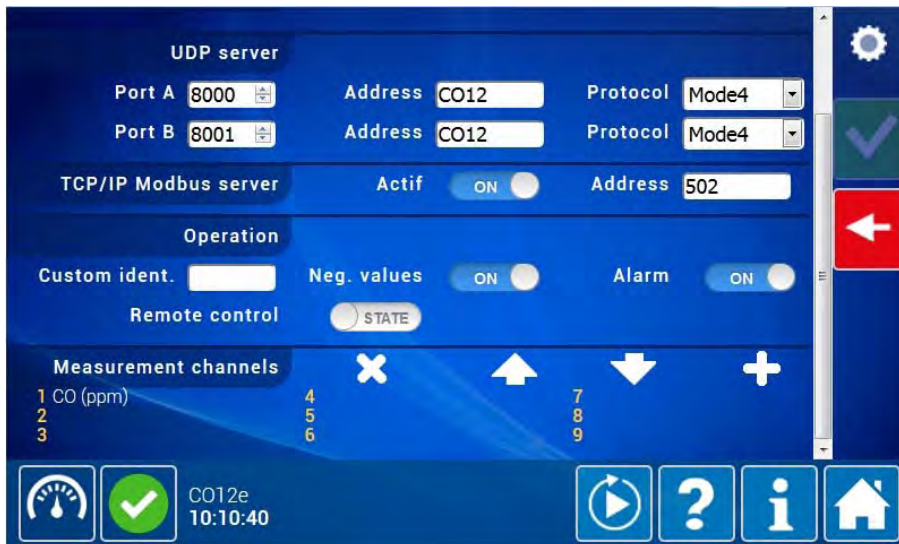 UDP server
Port A 8000 Address CO12 Protocol Mode4
Port B 8001 Address CO12 Protocol Mode4
TCP/IP Modbus server Actif ON Address 502
Operation
Custom ident. Neg. values ON Alarm ON
Remote control STATE
Measurement channels
1 CO (ppm) 4 7
2 5 8
3 6 9
CO12e
10:10:40
? i